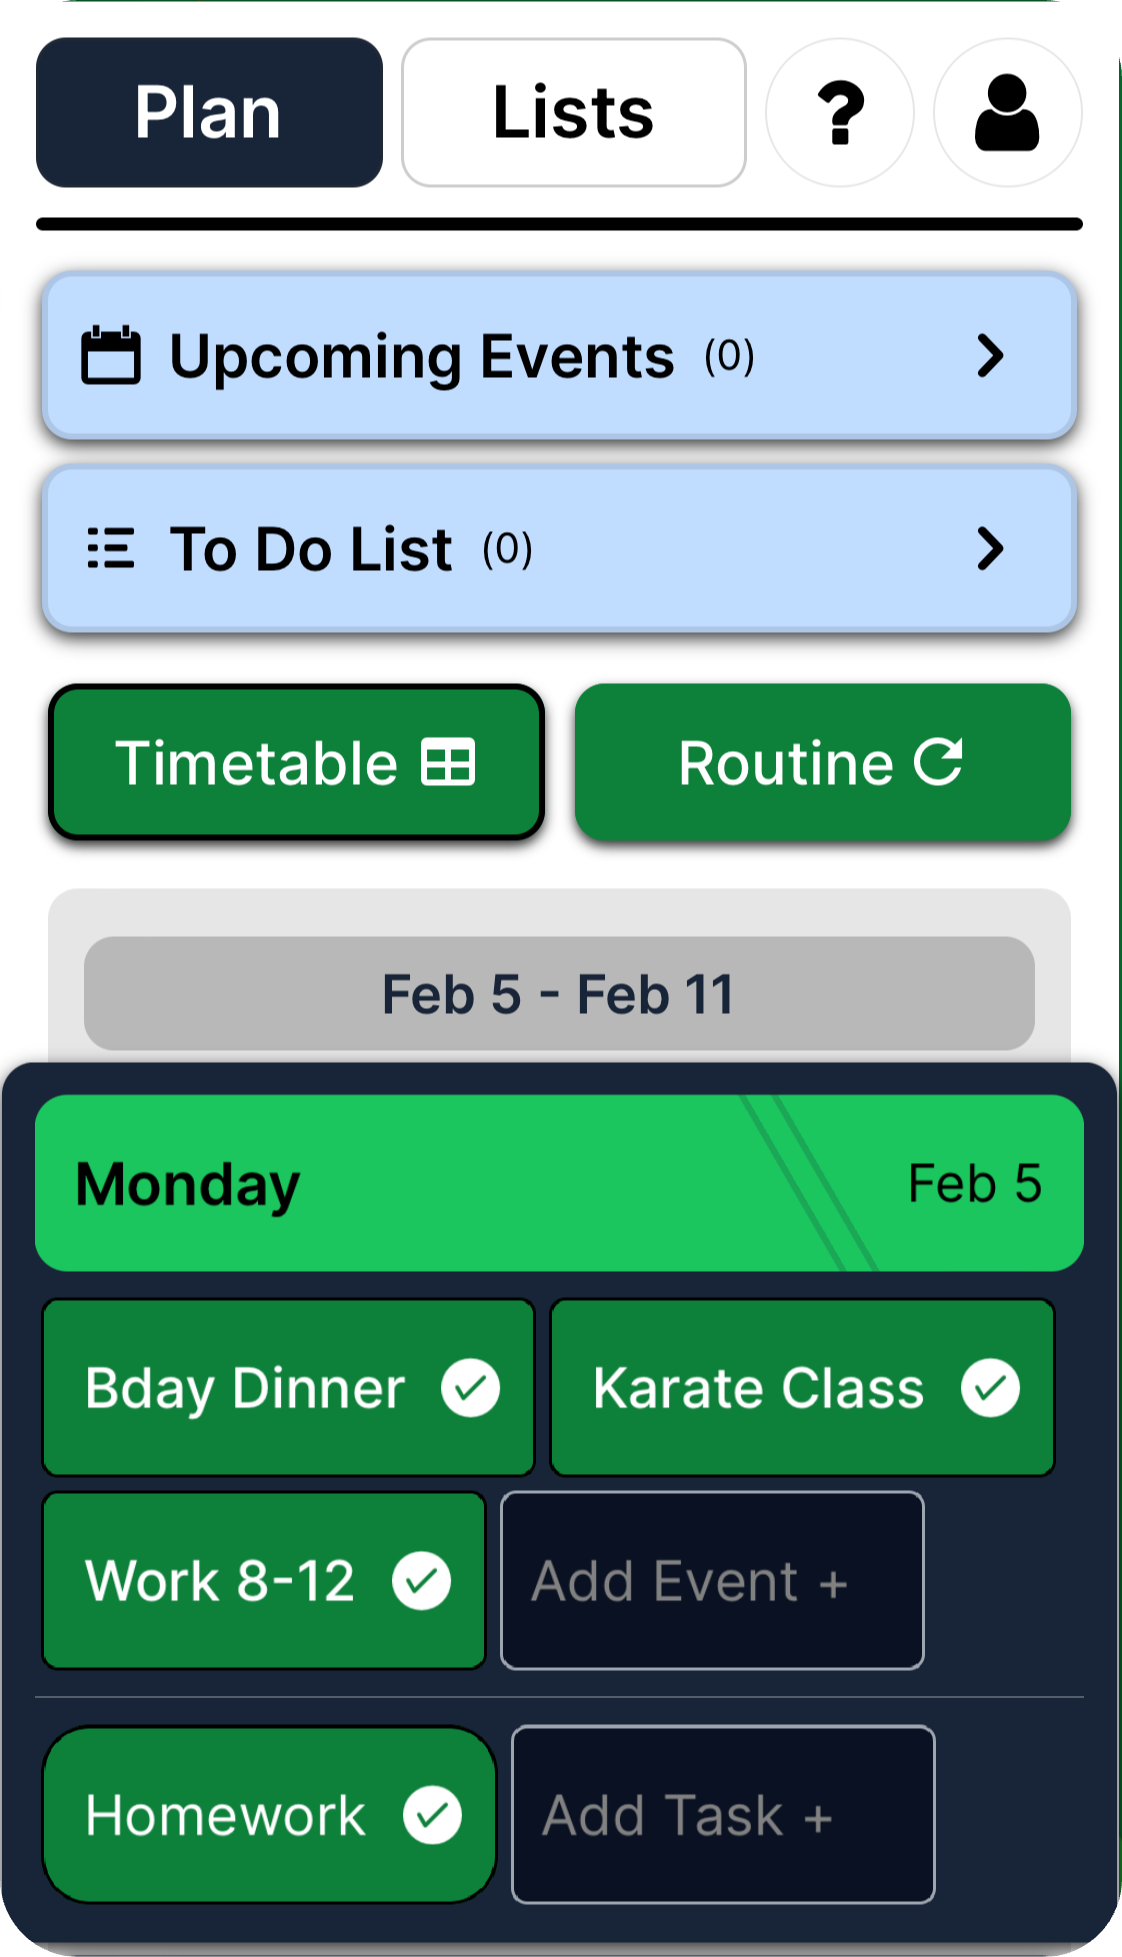 Plan
Lists
?
Upcoming Events (0)
To Do List (0)
Timetable
Routine
Feb 5 - Feb 11
Monday
Feb 5
Bday Dinner
Karate Class
Work 8-12
Add Event +
Homework
Add Task +